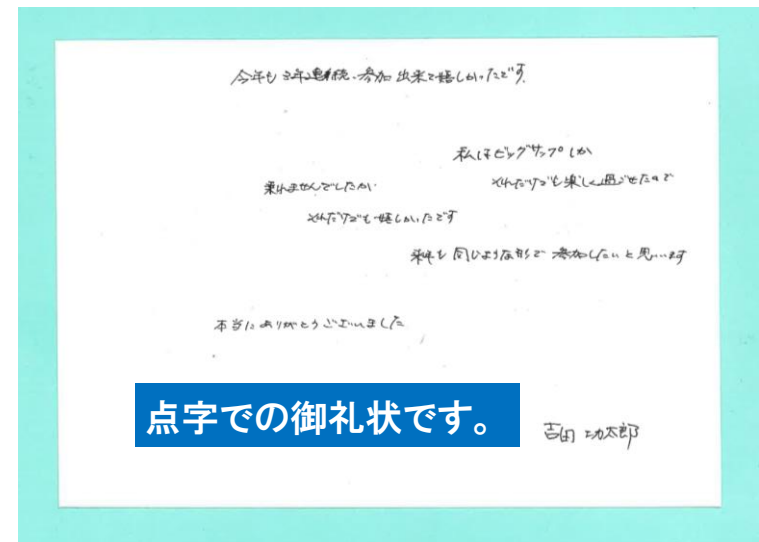 今年も3年連続、参加出来て嬉しかったです
私はビッグサップしか
乗れませんでしたが
それだけでも楽しく過ごせたので
それだけでも嬉しかったです
来年も同じような形で参加したいと思います
本当にありがとうございました
点字での御礼状です。
吉田 功太郎